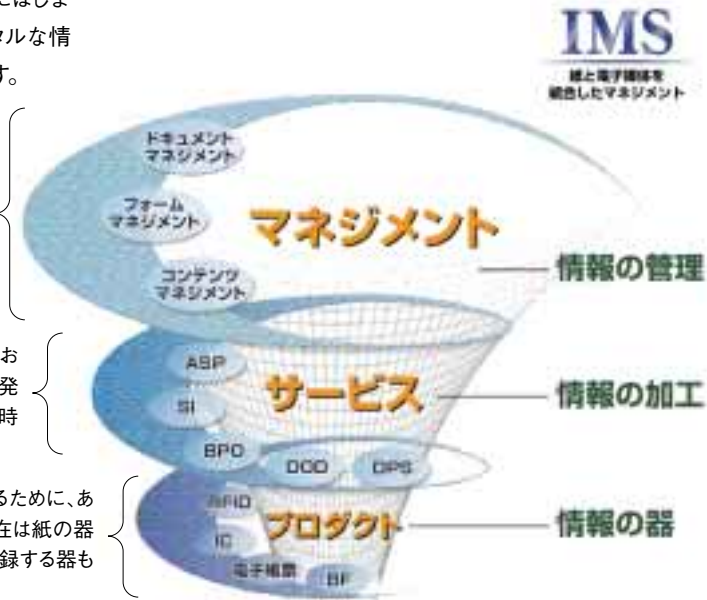 にはしま
タルな情
す。
IMS
紙と電子媒体を
統合したマネジメント
ドキュメント
マネジメント
フォーム
マネジメント
マネジメント
コンテンツ
マネジメント
情報の管理
お
発
時
ASP
SI
サービス
情報の加工
BPO
DOD
DPS
るために、あ
在は紙の器
録する器も
RFID
IC
プロダクト
情報の器
電子帳票
BF